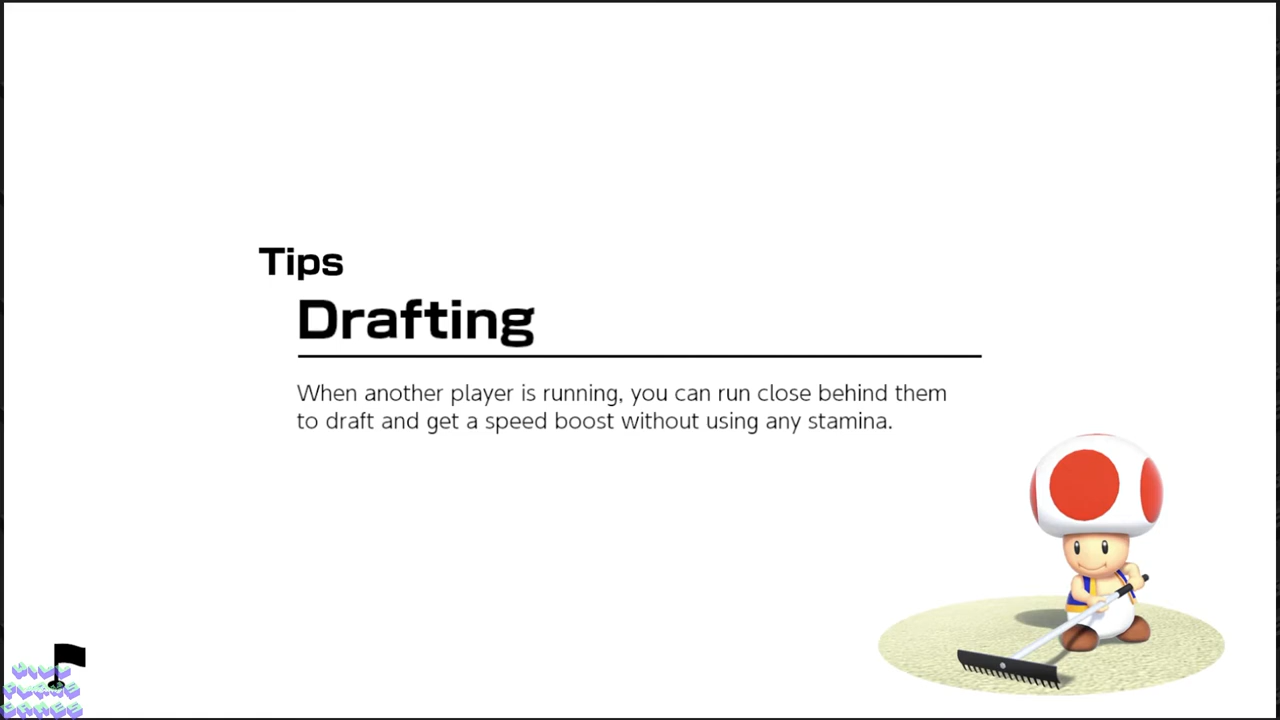 Tips
Drafting
When another player is running, you can run close behind them
to draft and get a speed boost without using any stamina.